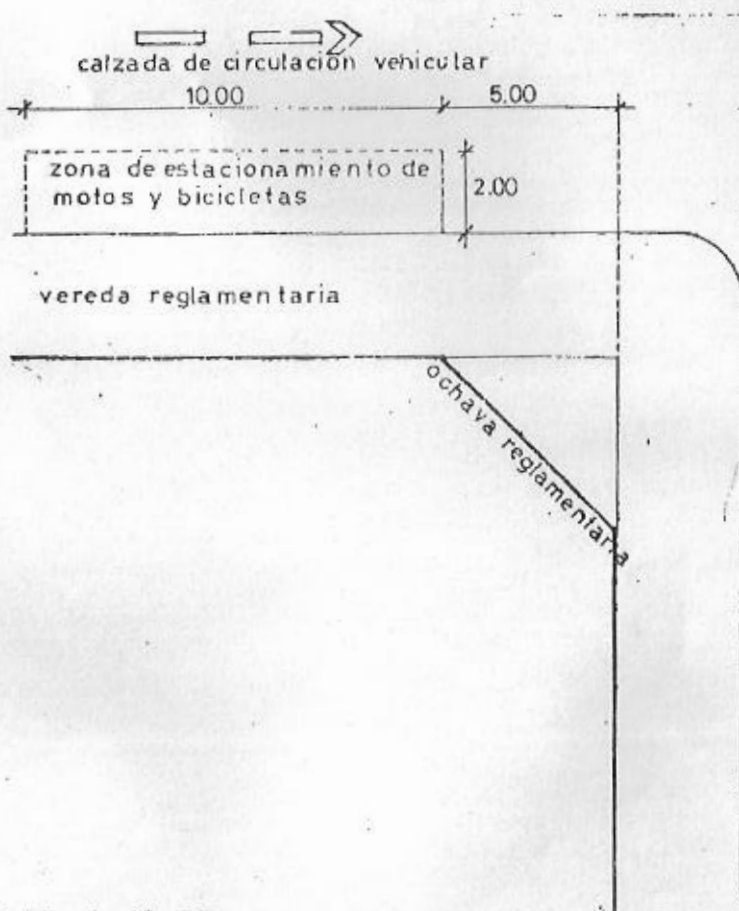 calzada de circulación vehicular
10.00 5.00
zona de estacionamiento de
motos y bicicletas
2.00
vereda reglamentaria
ochava reglamentaria